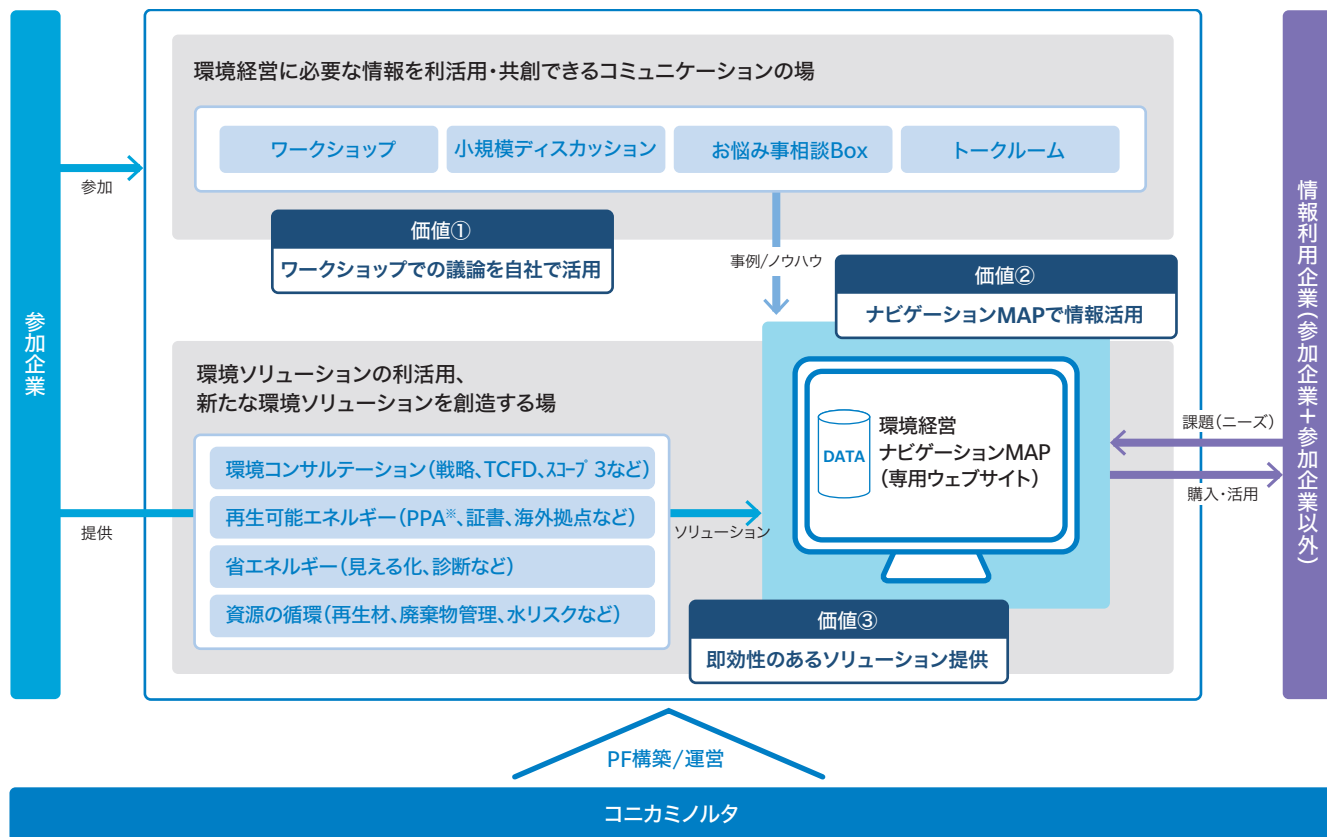 環境経営に必要な情報を利活用・共創できるコミュニケーションの場
ワークショップ
小規模ディスカッション
お悩み事相談Box
トークルーム
参加
価値①
ワークショップでの議論を自社で活用
事例/ノウハウ
価値②
ナビゲーションMAPで情報活用
参加企業
環境ソリューションの利活用、
新たな環境ソリューションを創造する場
環境コンサルテーション(戦略、TCFD、ｽｺｰﾌﾟ 3など)
再生可能エネルギー(PPA※、証書、海外拠点など)
省エネルギー(見える化、診断など)
資源の循環(再生材、廃棄物管理、水リスクなど)
提供
ソリューション
DATA
環境経営
ナビゲーションMAP
(専用ウェブサイト)
価値③
即効性のあるソリューション提供
課題(ニーズ)
購入・活用
情報利用企業(参加企業+参加企業以外)
PF構築/運営
コニカミノルタ